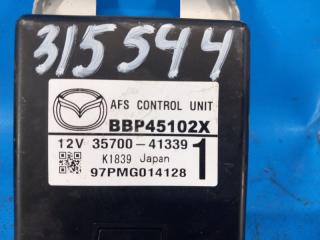 315544
AFS CONTROL UNIT
BBP45102X
12V 35700-41339
K1839 Japan 1
97PMG014128